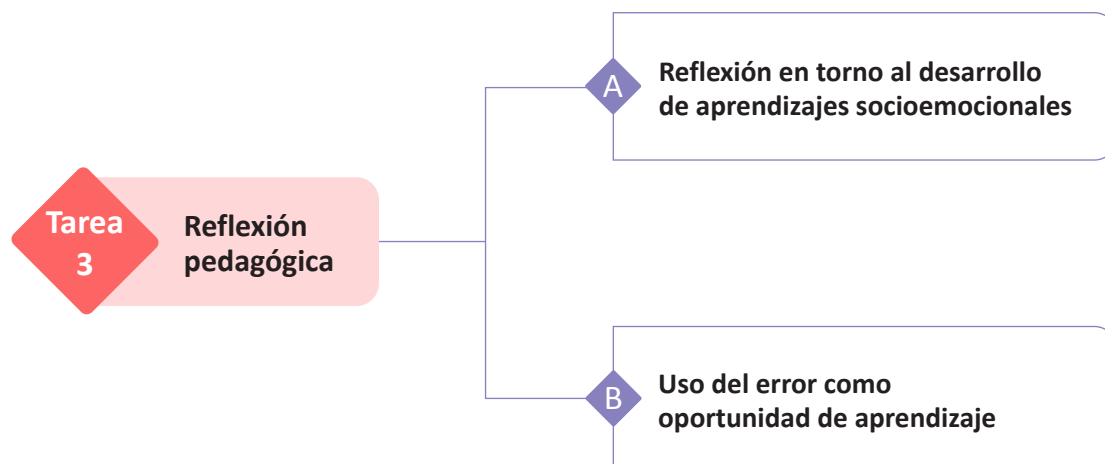 Tarea
3
Reflexión
pedagógica
A
Reflexión en torno al desarrollo
de aprendizajes socioemocionales
B
Uso del error como
oportunidad de aprendizaje